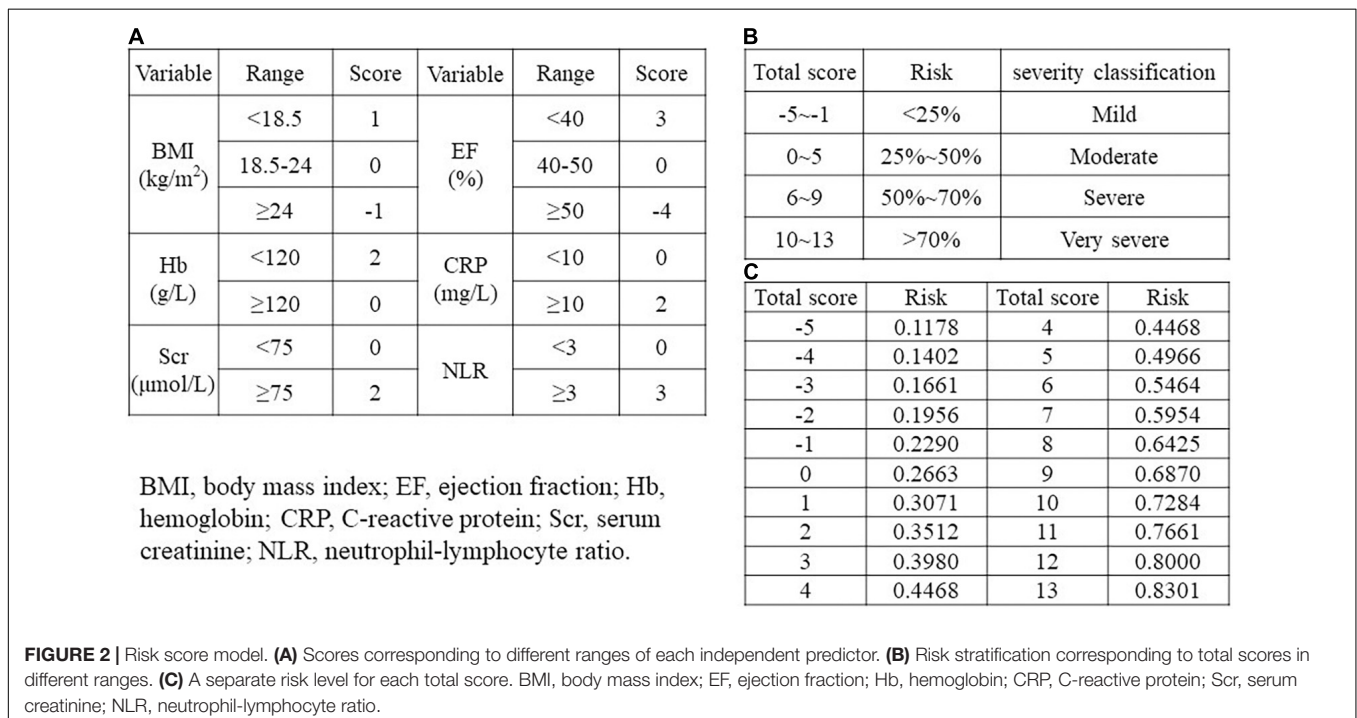 A
Variable Range Score Variable Range Score
BMI (kg/m²) <18.5 1 EF (%) <40 3
18.5-24 0 40-50 0
≥24 -1 ≥50 -4
Hb (g/L) <120 2 CRP (mg/L) <10 0
≥120 0 ≥10 2
Scr (μmol/L) <75 0 NLR <3 0
≥75 2 ≥3 3
BMI, body mass index; EF, ejection fraction; Hb,
hemoglobin; CRP, C-reactive protein; Scr, serum
creatinine; NLR, neutrophil-lymphocyte ratio.
B
Total score Risk severity classification
-5~-1 <25% Mild
0~5 25%~50% Moderate
6~9 50%~70% Severe
10~13 >70% Very severe
C
Total score Risk Total score Risk
-5 0.1178 4 0.4468
-4 0.1402 5 0.4966
-3 0.1661 6 0.5464
-2 0.1956 7 0.5954
-1 0.2290 8 0.6425
0 0.2663 9 0.6870
1 0.3071 10 0.7284
2 0.3512 11 0.7661
3 0.3980 12 0.8000
4 0.4468 13 0.8301
FIGURE 2 | Risk score model. (A) Scores corresponding to different ranges of each independent predictor. (B) Risk stratification corresponding to total scores in
different ranges. (C) A separate risk level for each total score. BMI, body mass index; EF, ejection fraction; Hb, hemoglobin; CRP, C-reactive protein; Scr, serum
creatinine; NLR, neutrophil-lymphocyte ratio.